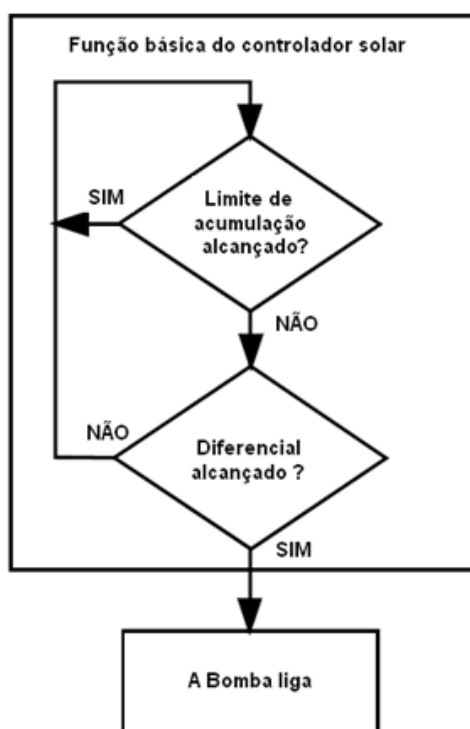 Função básica do controlador solar
SIM
Limite de
acumulação
alcançado?
NÃO
NÃO
Diferencial
alcançado ?
SIM
A Bomba liga